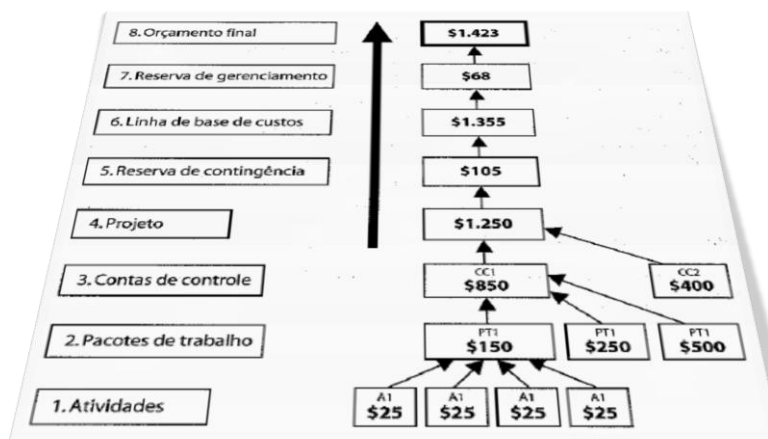 8. Orçamento final
$1.423
7. Reserva de gerenciamento
$68
6. Linha de base de custos
$1.355
5. Reserva de contingência
$105
4. Projeto
$1.250
3. Contas de controle
CC1
$850
CC2
$400
2. Pacotes de trabalho
PT1
$150
PT1
$250
PT1
$500
1. Atividades
A1
$25
A1
$25
A1
$25
A1
$25